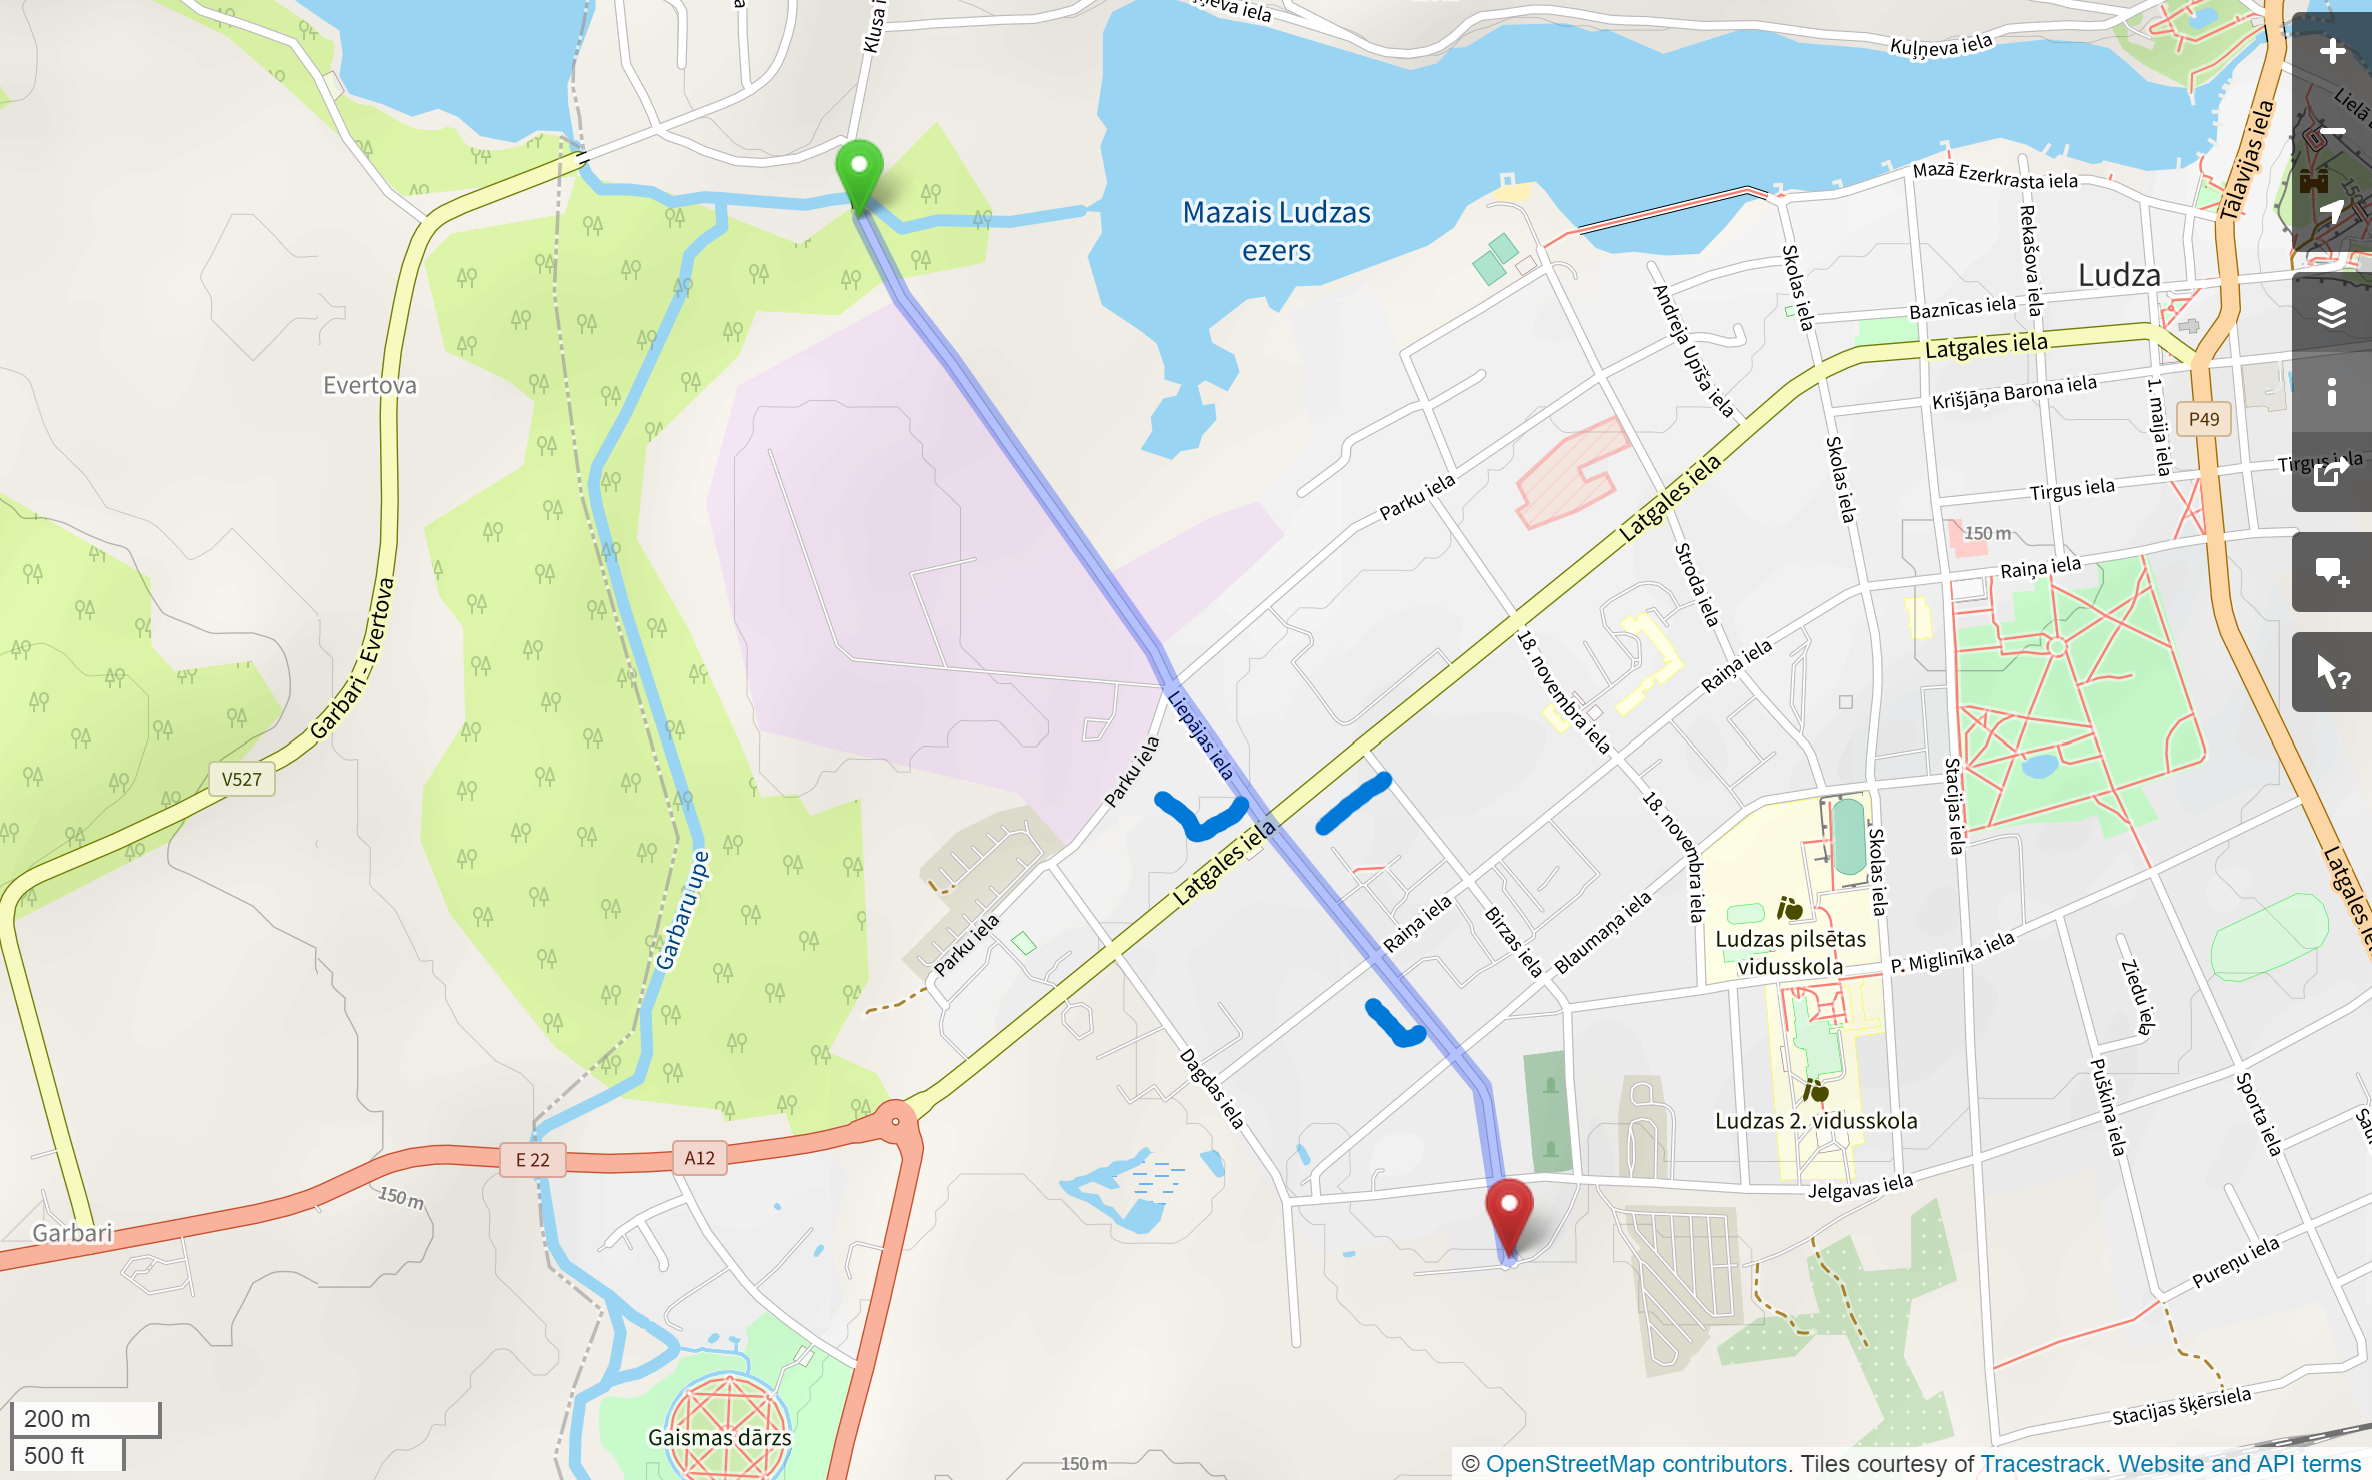 Kuļņeva iela
Klusa i
Mazais Ludzas
ezers
Mazā Ezerkrasta iela
Tālavijas iela
Rekašova iela
Ludza
Skolas iela
Baznīcas iela
Andreja Upīša iela
Latgales iela
Krišjāņa Barona iela
1. maija iela
P49
Evertova
Skolas iela
Tirgus iela
Tirgus iela
Parku iela
Latgales iela
150 m
Raiņa iela
Stroda iela
Garbari - Evertova
18. novembra iela
Raiņa iela
Liepājas iela
Parku iela
V527
18. novembra iela
Stacijas iela
Skolas iela
Latgales iela
Latgales iel
Garbaru upe
Parku iela
Raiņa iela
Birzas iela
Blaumaņa iela
Ludzas pilsētas
vidusskola
P. Miglinīka iela
Ziedu iela
Dagdas iela
Puškina iela
Sporta iela
Ludzas 2. vidusskola
E 22
A12
150 m
Jelgavas iela
Garbari
Pureņu iela
Stacijas šķērsiela
Gaismas dārzs
150 m
200 m
500 ft
© OpenStreetMap contributors. Tiles courtesy of Tracestrack. Website and API terms